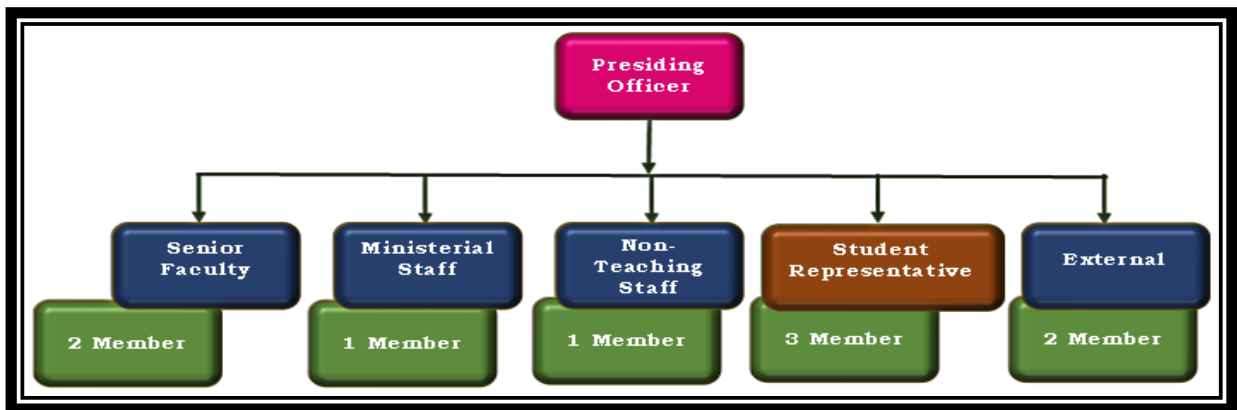 Presiding
Officer
Senior
Faculty
2 Member
Ministerial
Staff
1 Member
Non-
Teaching
Staff
1 Member
Student
Representative
3 Member
External
2 Member